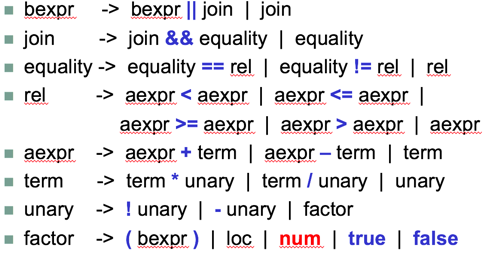 bexpr -> bexpr || join | join
join -> join && equality | equality
equality -> equality == rel | equality != rel | rel
rel -> aexpr < aexpr | aexpr <= aexpr |
aexpr >= aexpr | aexpr > aexpr | aexpr
aexpr -> aexpr + term | aexpr – term | term
term -> term * unary | term / unary | unary
unary -> ! unary | - unary | factor
factor -> ( bexpr ) | loc | num | true | false